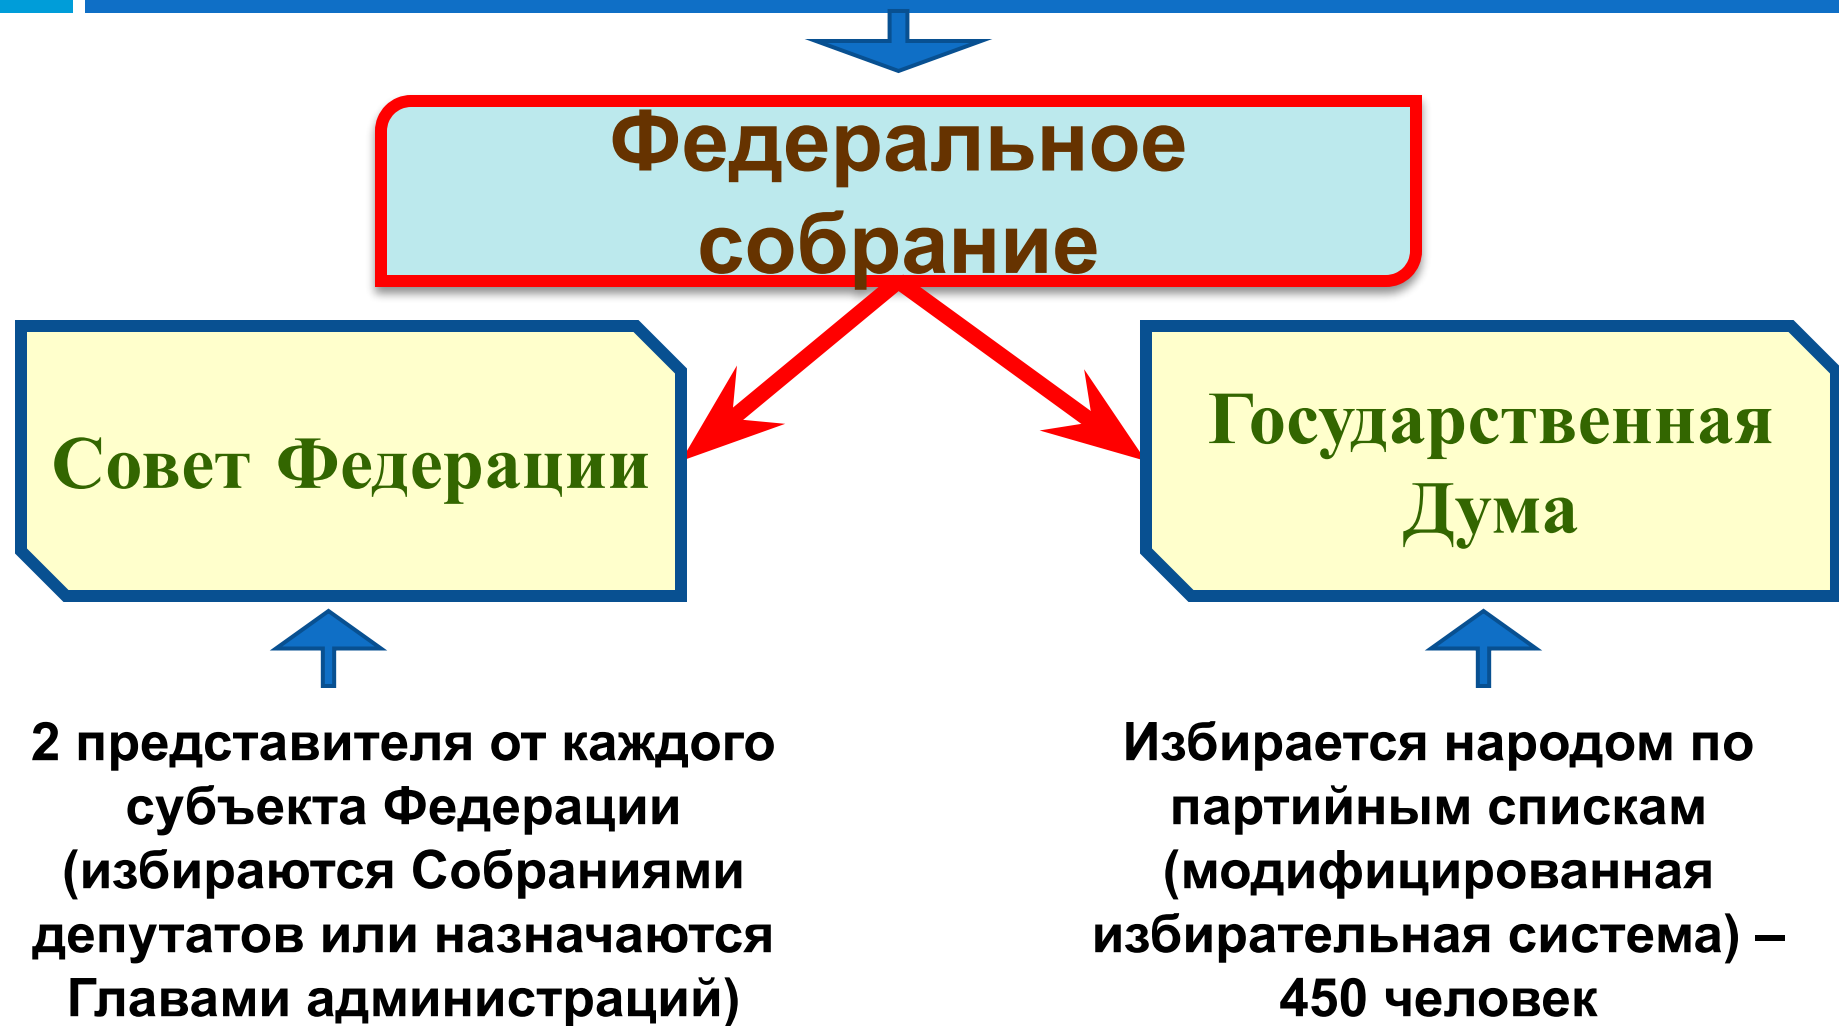 Федеральное
собрание
Совет Федерации
Государственная
Дума
2 представителя от каждого
субъекта Федерации
(избираются Собраниями
депутатов или назначаются
Главами администраций)
Избирается народом по
партийным спискам
(модифицированная
избирательная система) –
450 человек